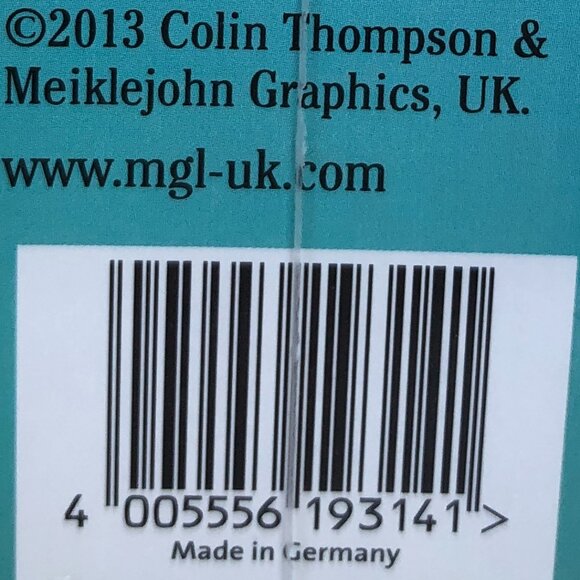 ©2013 Colin Thompson &
Meiklejohn Graphics, UK.
www.mgl-uk.com
4 005556 193141 >
Made in Germany